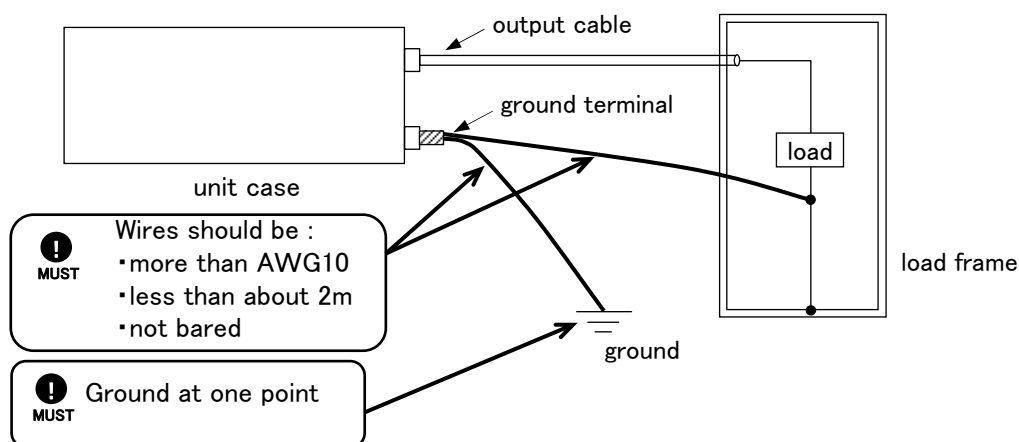 output cable
ground terminal
load
unit case
load frame
! MUST
Wires should be :
・more than AWG10
・less than about 2m
・not bared
ground
! MUST
Ground at one point